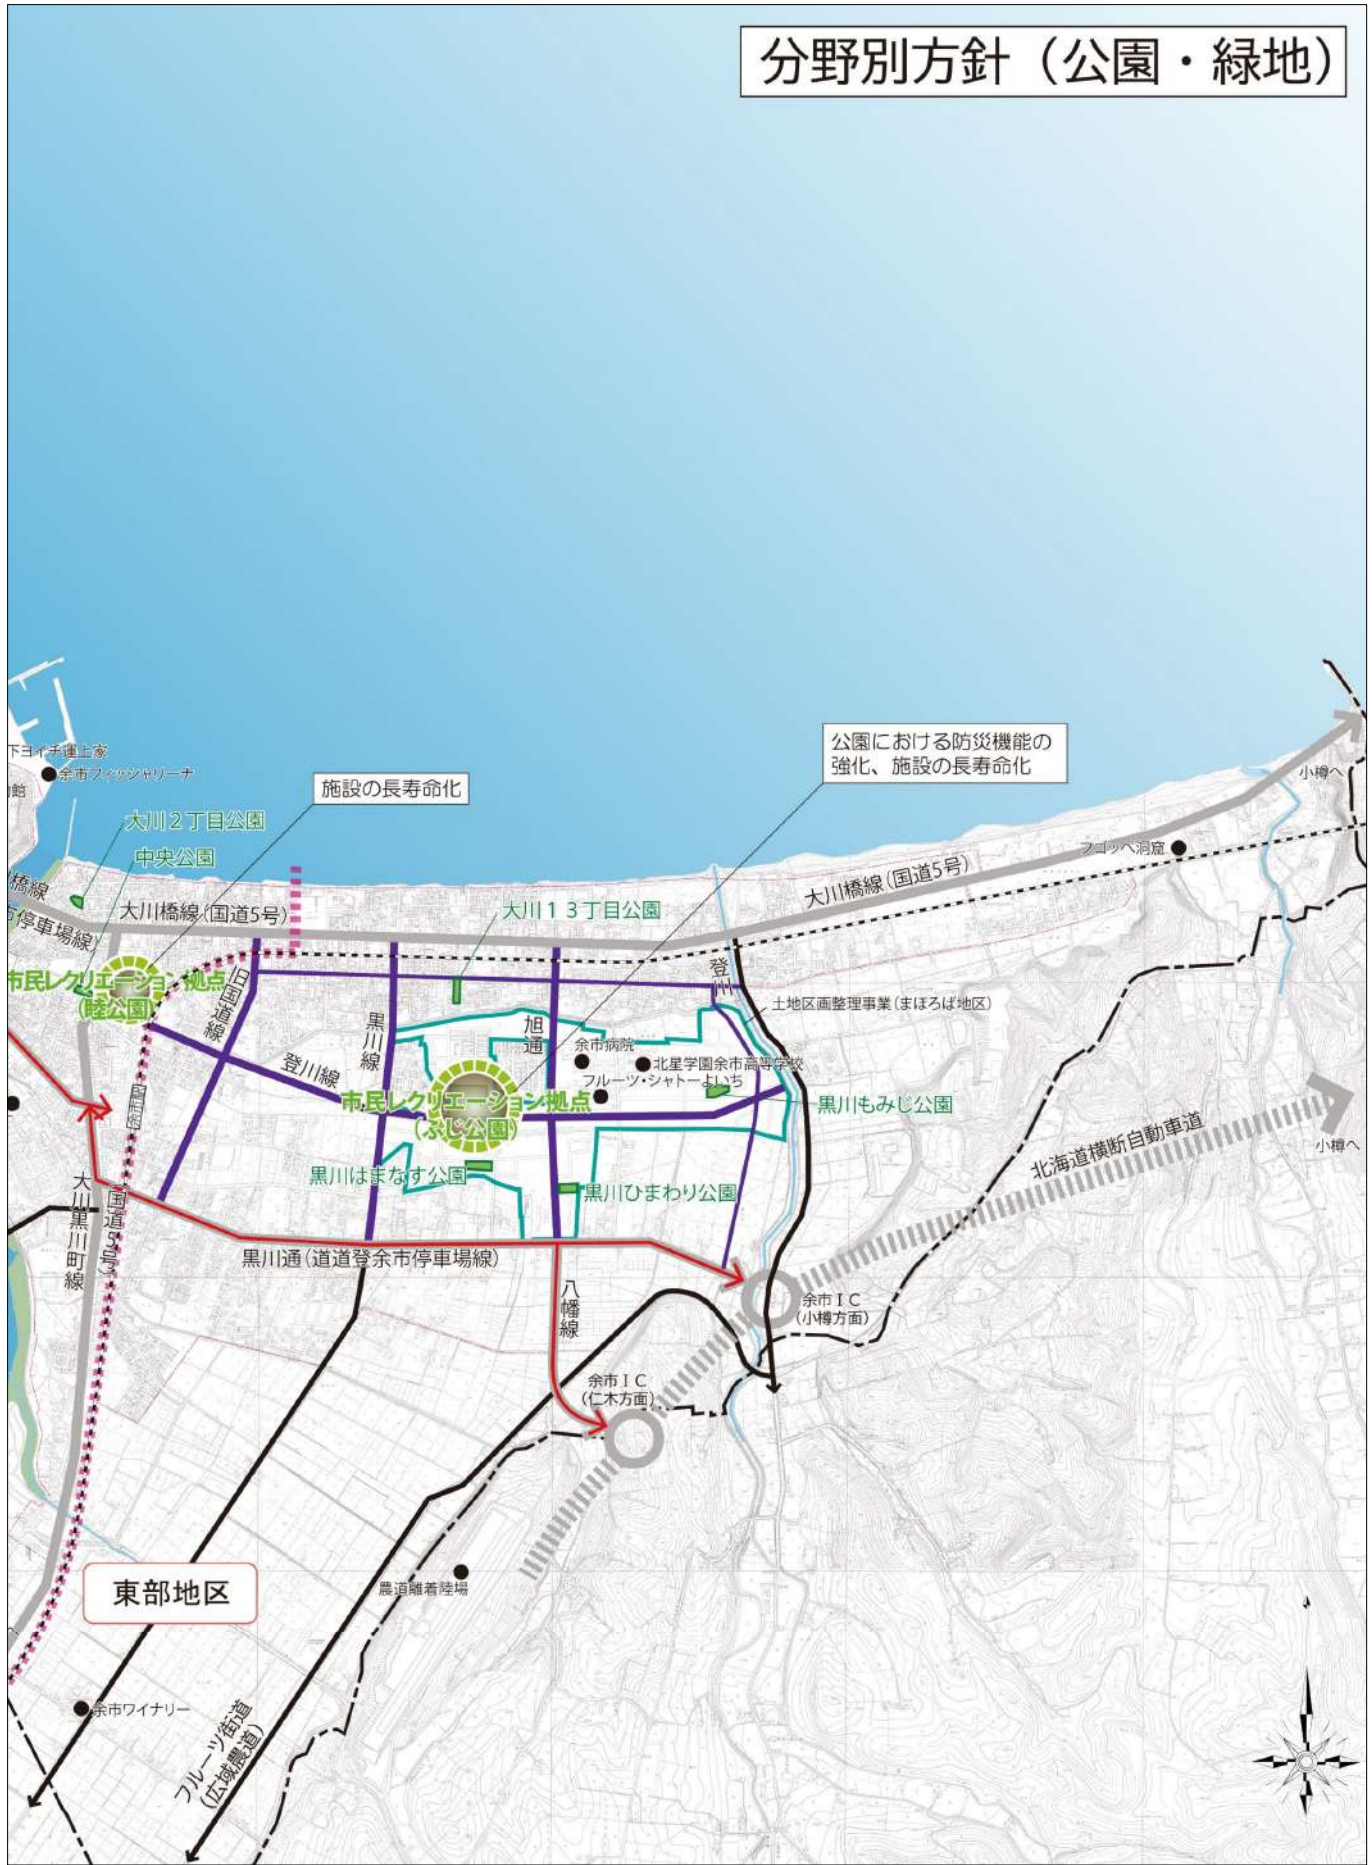 分野別方針（公園・緑地）
公園における防災機能の
強化、施設の長寿命化
小樽へ
下ヨイチ運上家
余市フィッシャリーナ
館
施設の長寿命化
大川２丁目公園
中央公園
フゴッペ洞窟
橋線
大川橋線(国道5号)
大川橋線(国道5号)
停車場線)
大川１３丁目公園
市民レクリエーション拠点
(睦公園)
旧国道線
登川
土地区画整理事業(まほろば地区)
黒川線
旭通
余市病院
登川線
北星学園余市高等学校
フルーツ・シャトーよいち
市民レクリエーション拠点
(ふじ公園)
黒川もみじ公園
北海道横断自動車道
小樽へ
黒川はまなす公園
黒川ひまわり公園
大川黒川町線
国道5号)
黒川通(道道登余市停車場線)
八幡線
余市ＩＣ
(小樽方面)
余市ＩＣ
(仁木方面)
東部地区
農道離着陸場
余市ワイナリー
フルーツ街道
(広域農道)